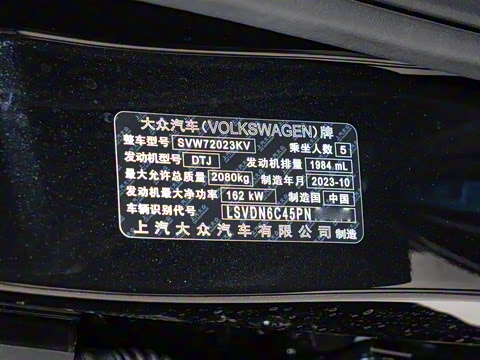 大众汽车(VOLKSWAGEN)牌
整车型号 SVW72023KV 乘坐人数 5
发动机型号 DTJ 发动机排量 1984 mL
最大允许总质量 2080kg 制造年月 2023-10
发动机最大净功率 162 kW 制造国 中国
车辆识别代号 LSVDN6C45PN
上汽大众汽车有限公司 制造